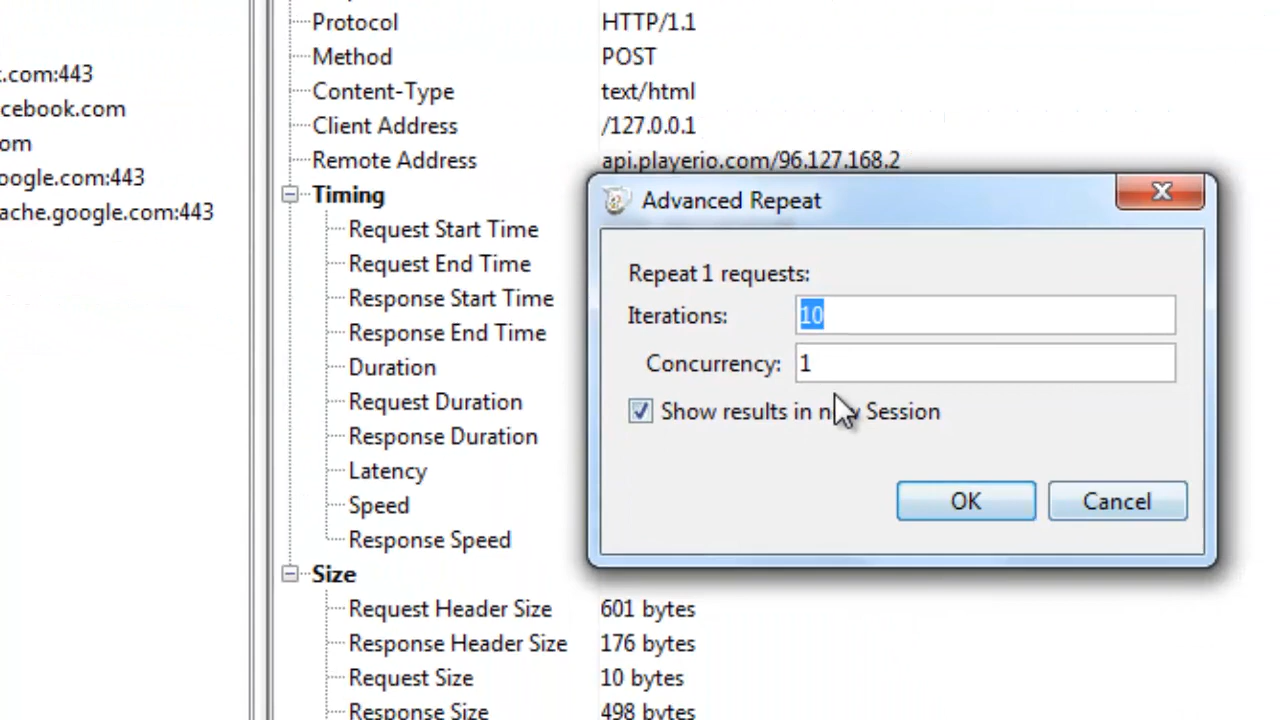 :.com:443
cebook.com
om
oogle.com:443
ache.google.com:443
Protocol HTTP/1.1
Method POST
Content-Type text/html
Client Address /127.0.0.1
Remote Address api.playerio.com/96.127.168.2
Timing
Request Start Time
Request End Time
Response Start Time
Response End Time
Duration
Request Duration
Response Duration
Latency
Speed
Response Speed
Size
Request Header Size 601 bytes
Response Header Size 176 bytes
Request Size 10 bytes
Response Size 498 bytes
Advanced Repeat
Repeat 1 requests:
Iterations: 10
Concurrency: 1
Show results in new Session
OK Cancel